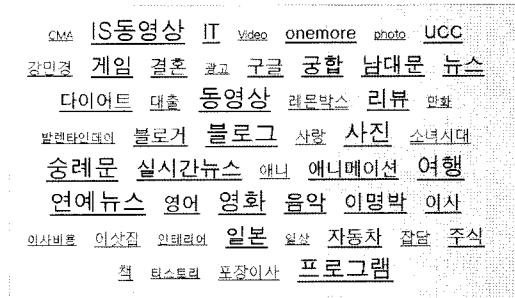 CMA IS동영상 IT Video onemore photo UCC
강민경 게임 결혼 광고 구글 궁합 남대문 뉴스
다이어트 대출 동영상 레몬박스 리뷰 만화
발렌타인데이 블로거 블로그 사랑 사진 소녀시대
숭례문 실시간뉴스 애니 애니메이션 여행
연예뉴스 영어 영화 음악 이명박 이사
이사비용 이삿짐 인테리어 일본 일상 자동차 잡담 주식
책 티스토리 포장이사 프로그램